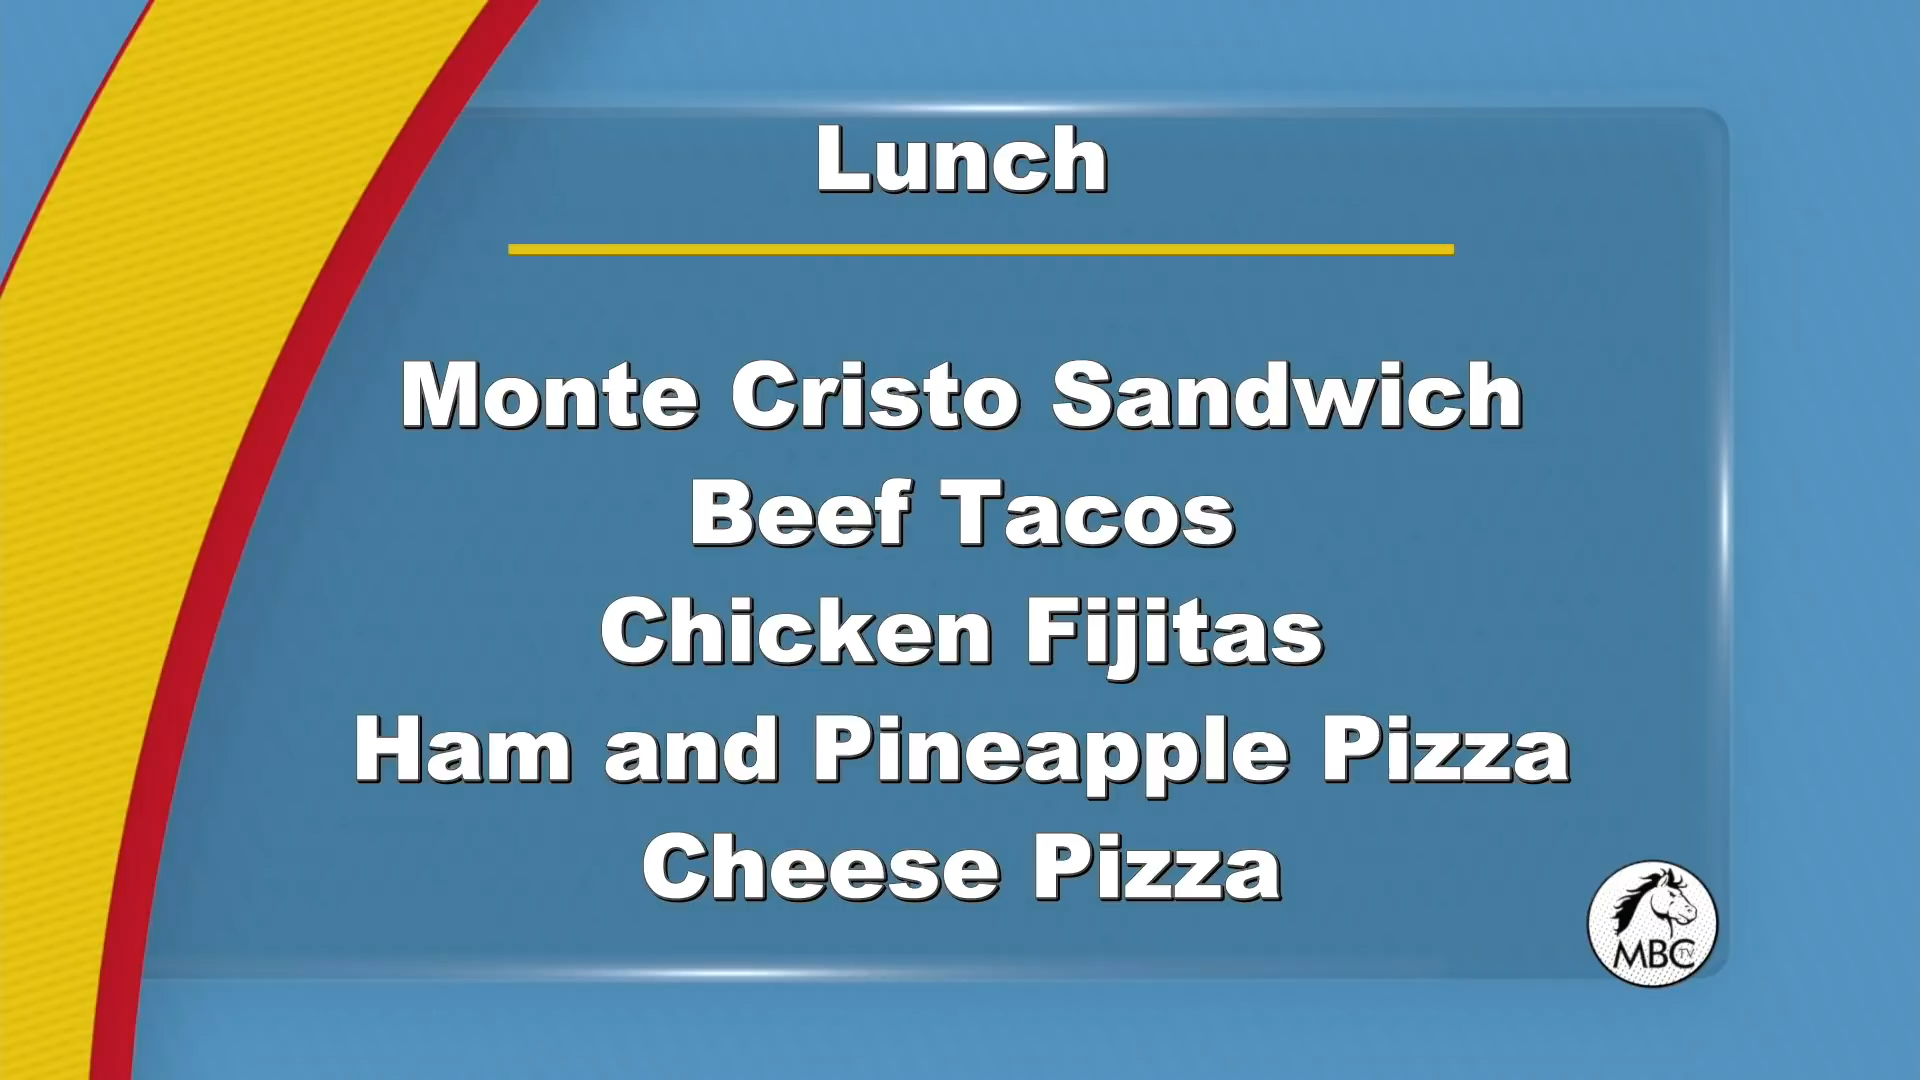 Lunch
Monte Cristo Sandwich
Beef Tacos
Chicken Fijitas
Ham and Pineapple Pizza
Cheese Pizza
MBC TV